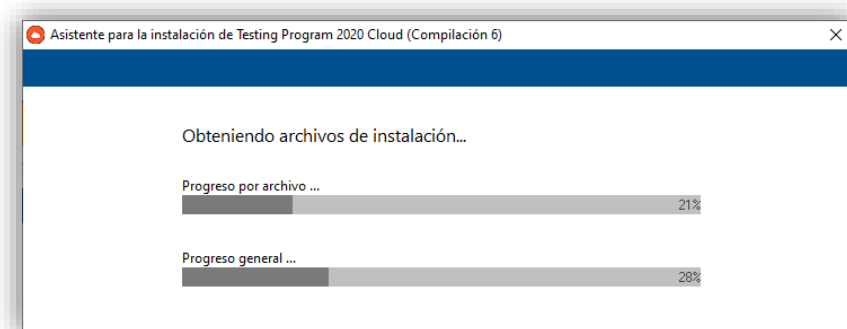 Asistente para la instalación de Testing Program 2020 Cloud (Compilación 6)
Obteniendo archivos de instalación...
Progreso por archivo ...
21%
Progreso general ...
28%